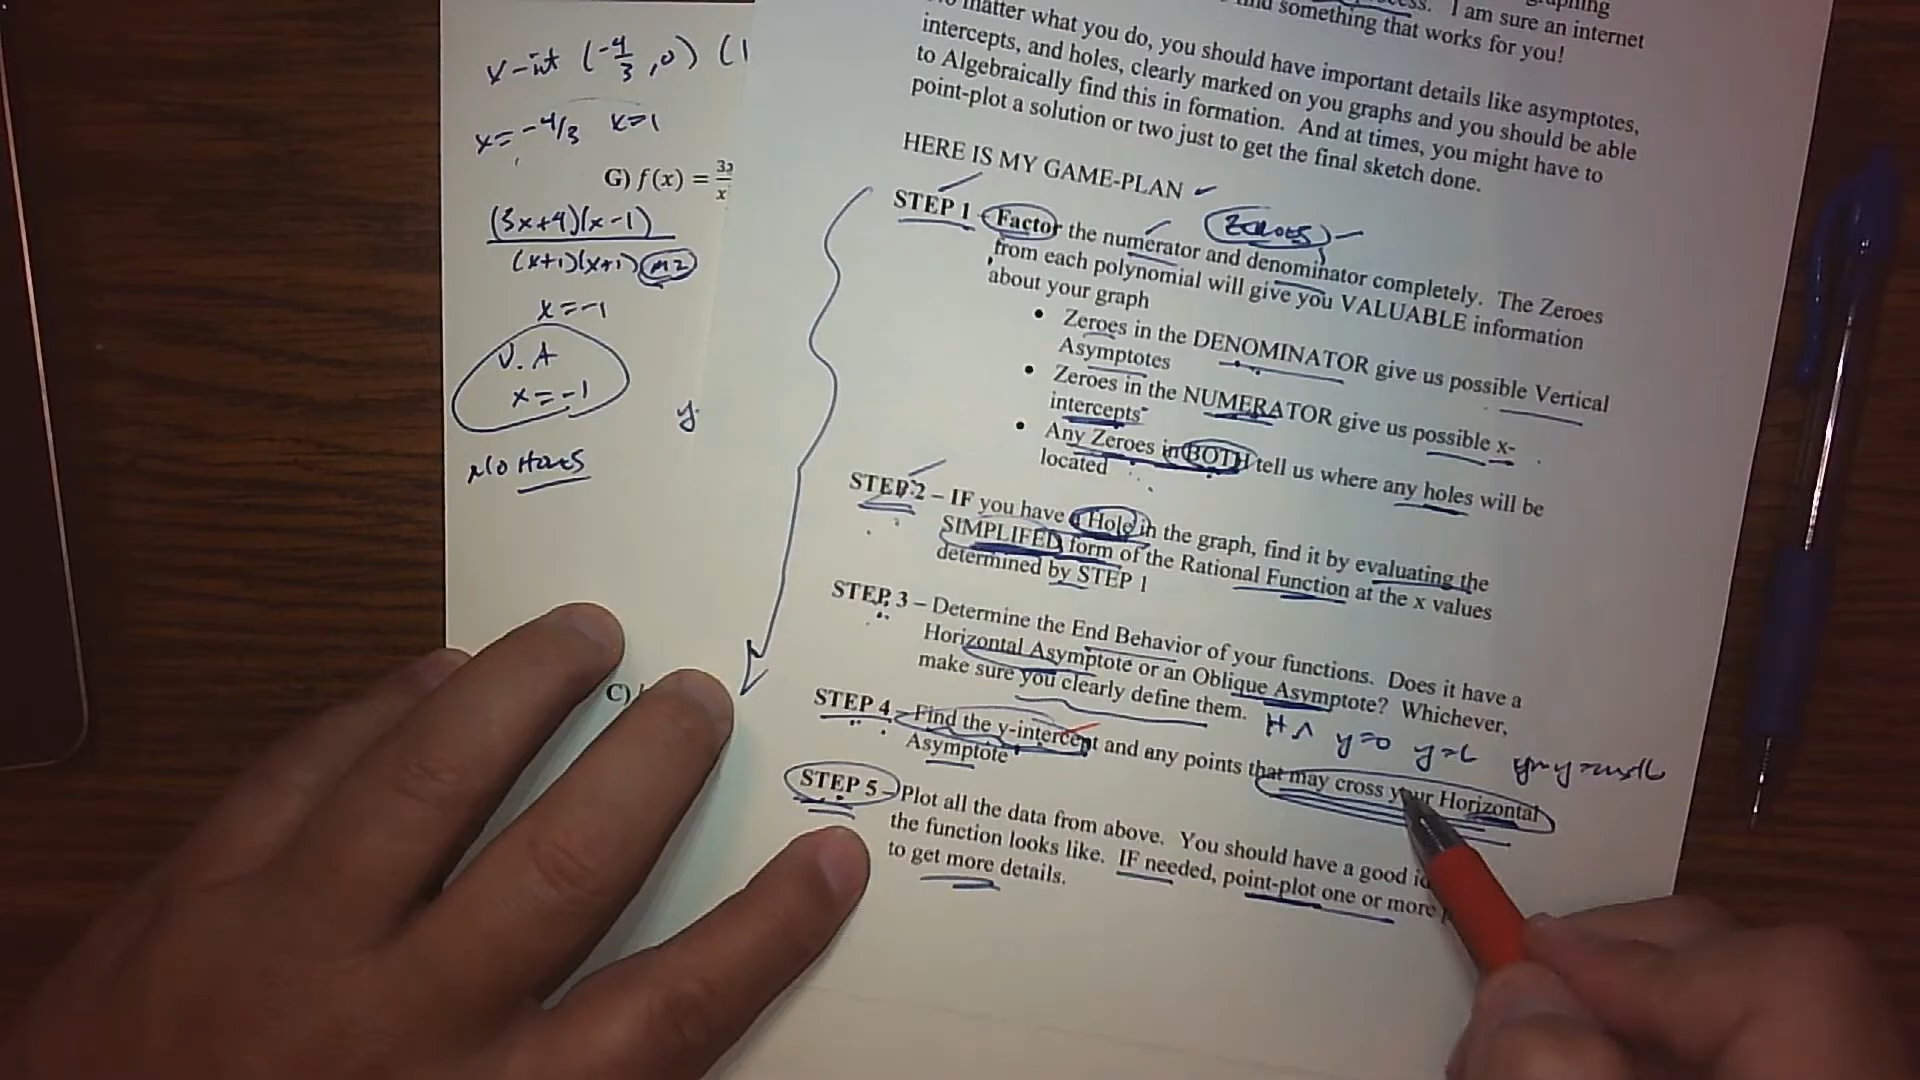 x-int (-4/3, 0) (1
x = -4/3 x=1
G) f(x) = 
(3x+4)(x-1)
(x+1)(x+1) m2
x = -1
V.A
x = -1
y
No Holes
C)
graphing
I am sure an internet
find something that works for you!
matter what you do, you should have important details like asymptotes,
intercepts, and holes, clearly marked on you graphs and you should be able
to Algebraically find this in formation. And at times, you might have to
point-plot a solution or two just to get the final sketch done.
HERE IS MY GAME-PLAN
Zeroes
STEP 1 – Factor the numerator and denominator completely. The Zeroes
from each polynomial will give you VALUABLE information
about your graph
• Zeroes in the DENOMINATOR give us possible Vertical
Asymptotes
• Zeroes in the NUMERATOR give us possible x-
intercepts
• Any Zeroes in BOTH tell us where any holes will be
located
STEP 2 – IF you have a Hole in the graph, find it by evaluating the
SIMPLIFED form of the Rational Function at the x values
determined by STEP 1
STEP 3 – Determine the End Behavior of your functions. Does it have a
Horizontal Asymptote or an Oblique Asymptote? Whichever,
make sure you clearly define them.
HA y=0 y=c
STEP 4 – Find the y-intercept and any points that may cross your Horizontal
Asymptote
STEP 5 – Plot all the data from above. You should have a good
the function looks like. IF needed, point-plot one or more
to get more details.